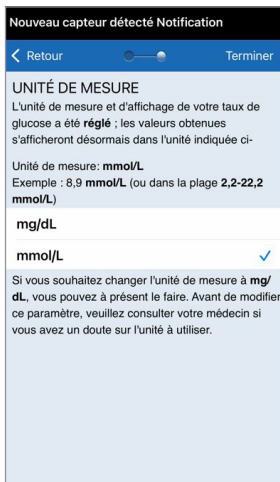 Nouveau capteur détecté Notification
Retour
Terminer
UNITÉ DE MESURE
L'unité de mesure et d'affichage de votre taux de
glucose a été réglé ; les valeurs obtenues
s'afficheront désormais dans l'unité indiquée ci-
Unité de mesure: mmol/L
Exemple : 8,9 mmol/L (ou dans la plage 2,2-22,2
mmol/L)
mg/dL
mmol/L
Si vous souhaitez changer l'unité de mesure à mg/
dL, vous pouvez à présent le faire. Avant de modifier
ce paramètre, veuillez consulter votre médecin si
vous avez un doute sur l'unité à utiliser.